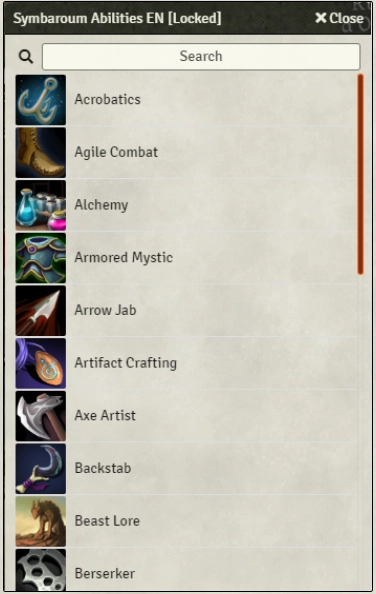 Symbaroum Abilities EN [Locked]
Close
Search
Acrobatics
Agile Combat
Alchemy
Armored Mystic
Arrow Jab
Artifact Crafting
Axe Artist
Backstab
Beast Lore
Berserker